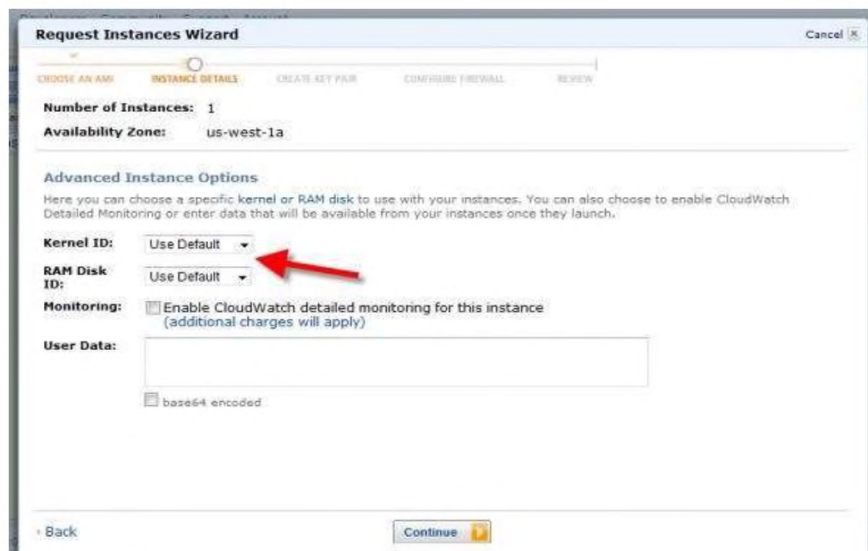 Request Instances Wizard
Cancel
CHOOSE AN AMI INSTANCE DETAILS CREATE KEY PAIR CONFIGURE FIREWALL REVIEW
Number of Instances: 1
Availability Zone: us-west-1a
Advanced Instance Options
Here you can choose a specific kernel or RAM disk to use with your instances. You can also choose to enable CloudWatch
Detailed Monitoring or enter data that will be available from your instances once they launch.
Kernel ID: Use Default
RAM Disk
ID: Use Default
Monitoring: Enable CloudWatch detailed monitoring for this instance
(additional charges will apply)
User Data:
base64 encoded
Back
Continue